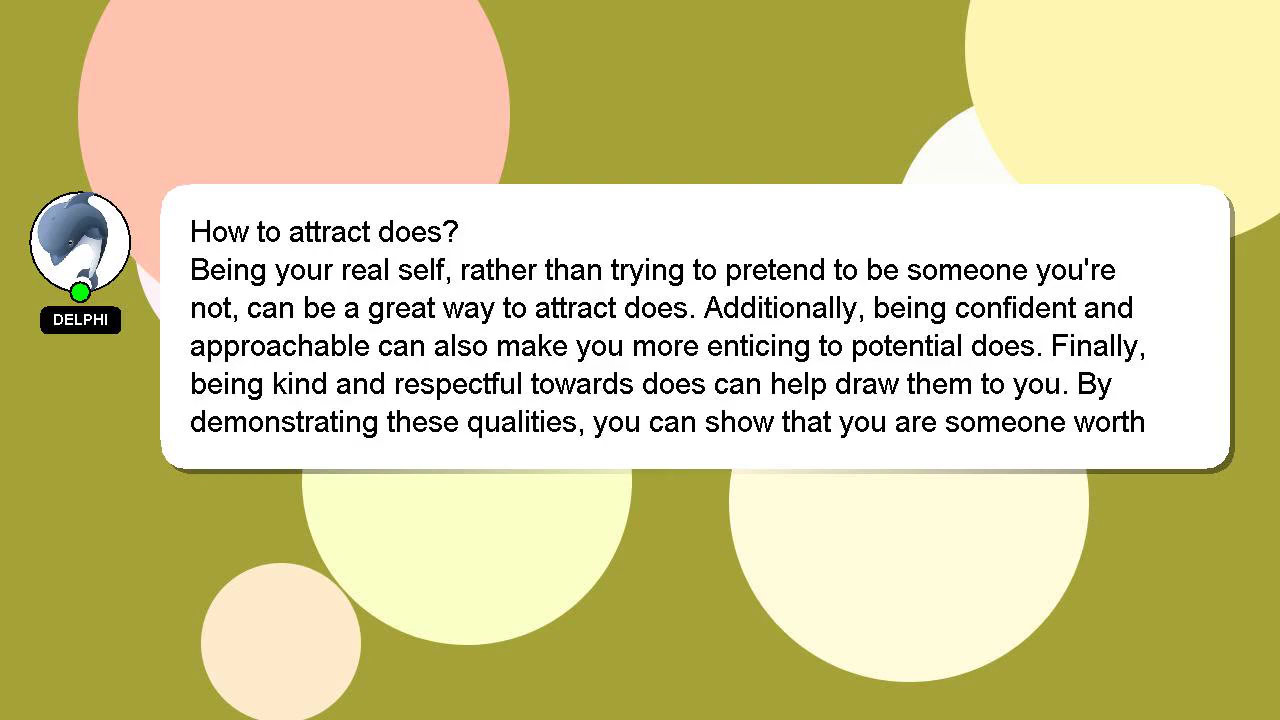 How to attract does?
Being your real self, rather than trying to pretend to be someone you're
not, can be a great way to attract does. Additionally, being confident and
approachable can also make you more enticing to potential does. Finally,
being kind and respectful towards does can help draw them to you. By
demonstrating these qualities, you can show that you are someone worth
DELPHI